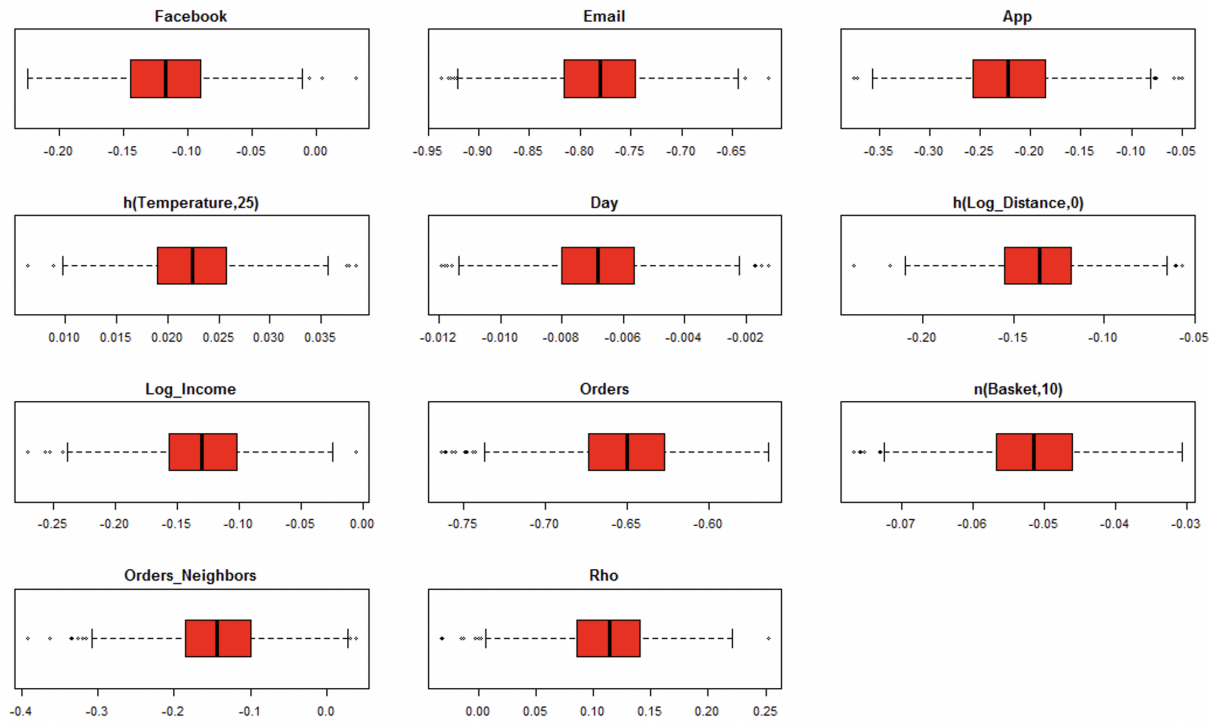 Facebook Email App
-0.20 -0.15 -0.10 -0.05 0.00 -0.95 -0.90 -0.85 -0.80 -0.75 -0.70 -0.65 -0.35 -0.30 -0.25 -0.20 -0.15 -0.10 -0.05
h(Temperature,25) Day h(Log_Distance,0)
0.010 0.015 0.020 0.025 0.030 0.035 -0.012 -0.010 -0.008 -0.006 -0.004 -0.002 -0.20 -0.15 -0.10 -0.05
Log_Income Orders n(Basket,10)
-0.25 -0.20 -0.15 -0.10 -0.05 0.00 -0.75 -0.70 -0.65 -0.60 -0.07 -0.06 -0.05 -0.04 -0.03
Orders_Neighbors Rho
-0.4 -0.3 -0.2 -0.1 0.0 0.00 0.05 0.10 0.15 0.20 0.25